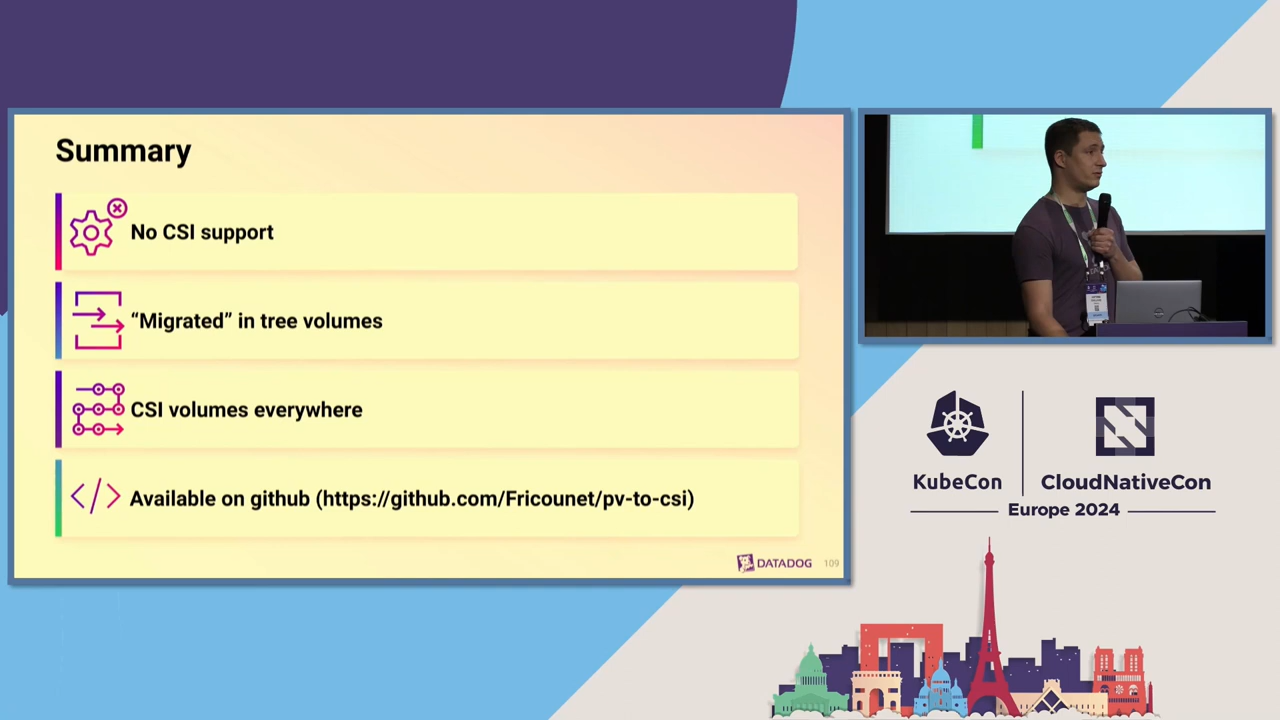 Summary
No CSI support
“Migrated” in tree volumes
CSI volumes everywhere
Available on github (https://github.com/Fricounet/pv-to-csi)
DATADOG 109
KubeCon
CloudNativeCon
Europe 2024